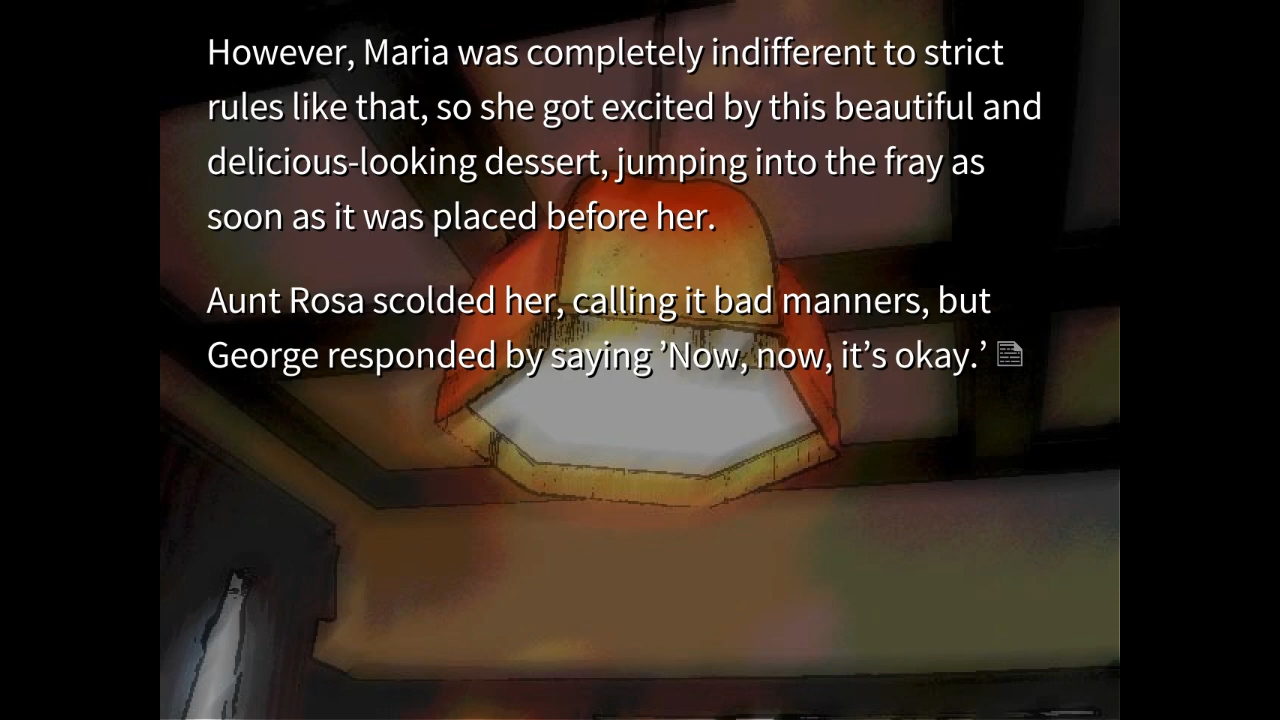 However, Maria was completely indifferent to strict
rules like that, so she got excited by this beautiful and
delicious-looking dessert, jumping into the fray as
soon as it was placed before her.
Aunt Rosa scolded her, calling it bad manners, but
George responded by saying ’Now, now, it’s okay.’